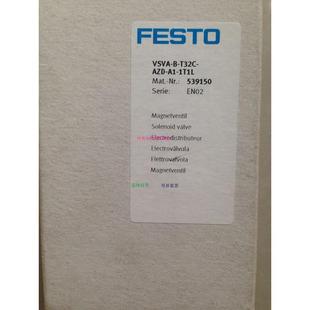 FESTO
VSVA-B-T32C-
AZD-A1-1T1L
Mat.-Nr.: 539150
Serie: EN02
Magnetventil
Solenoid valve
Electrodistributeur
Electroválvula
Elettrovalvola
Magnetventil